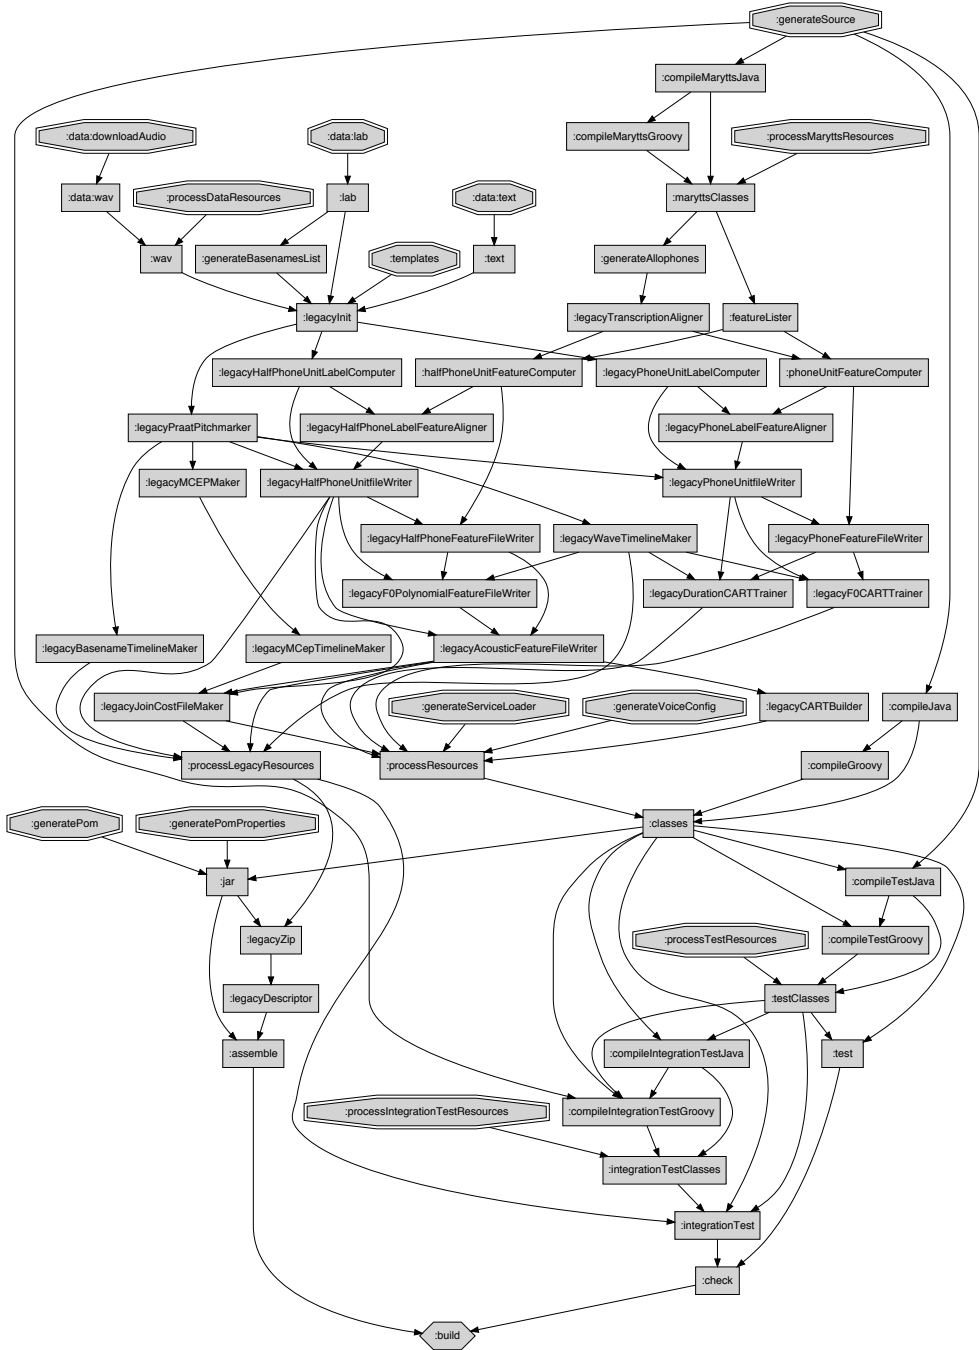 :generateSource
:compileMaryttsJava
:data:downloadAudio
:data:lab
:compileMaryttsGroovy
:processMaryttsResources
:data:wav
:processDataResources
:lab
:data:text
:maryttsClasses
:wav
:generateBasenamesList
:templates
:text
:generateAllophones
:legacyInit
:legacyTranscriptionAligner
:featureLister
:legacyHalfPhoneUnitLabelComputer
:halfPhoneUnitFeatureComputer
:legacyPhoneUnitLabelComputer
:phoneUnitFeatureComputer
:legacyPraatPitchmarker
:legacyHalfPhoneLabelFeatureAligner
:legacyPhoneLabelFeatureAligner
:legacyMCEPMaker
:legacyHalfPhoneUnitfileWriter
:legacyPhoneUnitfileWriter
:legacyHalfPhoneFeatureFileWriter
:legacyWaveTimelineMaker
:legacyPhoneFeatureFileWriter
:legacyF0PolynomialFeatureFileWriter
:legacyDurationCARTTrainer
:legacyF0CARTTrainer
:legacyBasenameTimelineMaker
:legacyMCepTimelineMaker
:legacyAcousticFeatureFileWriter
:legacyJoinCostFileMaker
:generateServiceLoader
:generateVoiceConfig
:legacyCARTBuilder
:compileJava
:processLegacyResources
:processResources
:compileGroovy
:generatePom
:generatePomProperties
:classes
:jar
:compileTestJava
:legacyZip
:processTestResources
:compileTestGroovy
:legacyDescriptor
:testClasses
:assemble
:compileIntegrationTestJava
:test
:processIntegrationTestResources
:compileIntegrationTestGroovy
:integrationTestClasses
:integrationTest
:check
:build